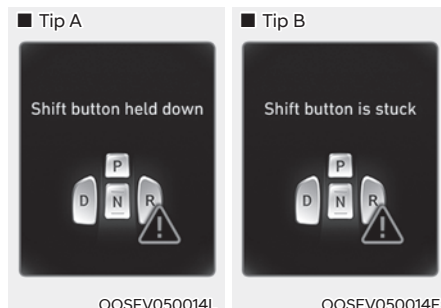 ■ Tip A
Shift button held down
P
D N R
OOSEV050014L
■ Tip B
Shift button is stuck
P
D N R
OOSEV050014E